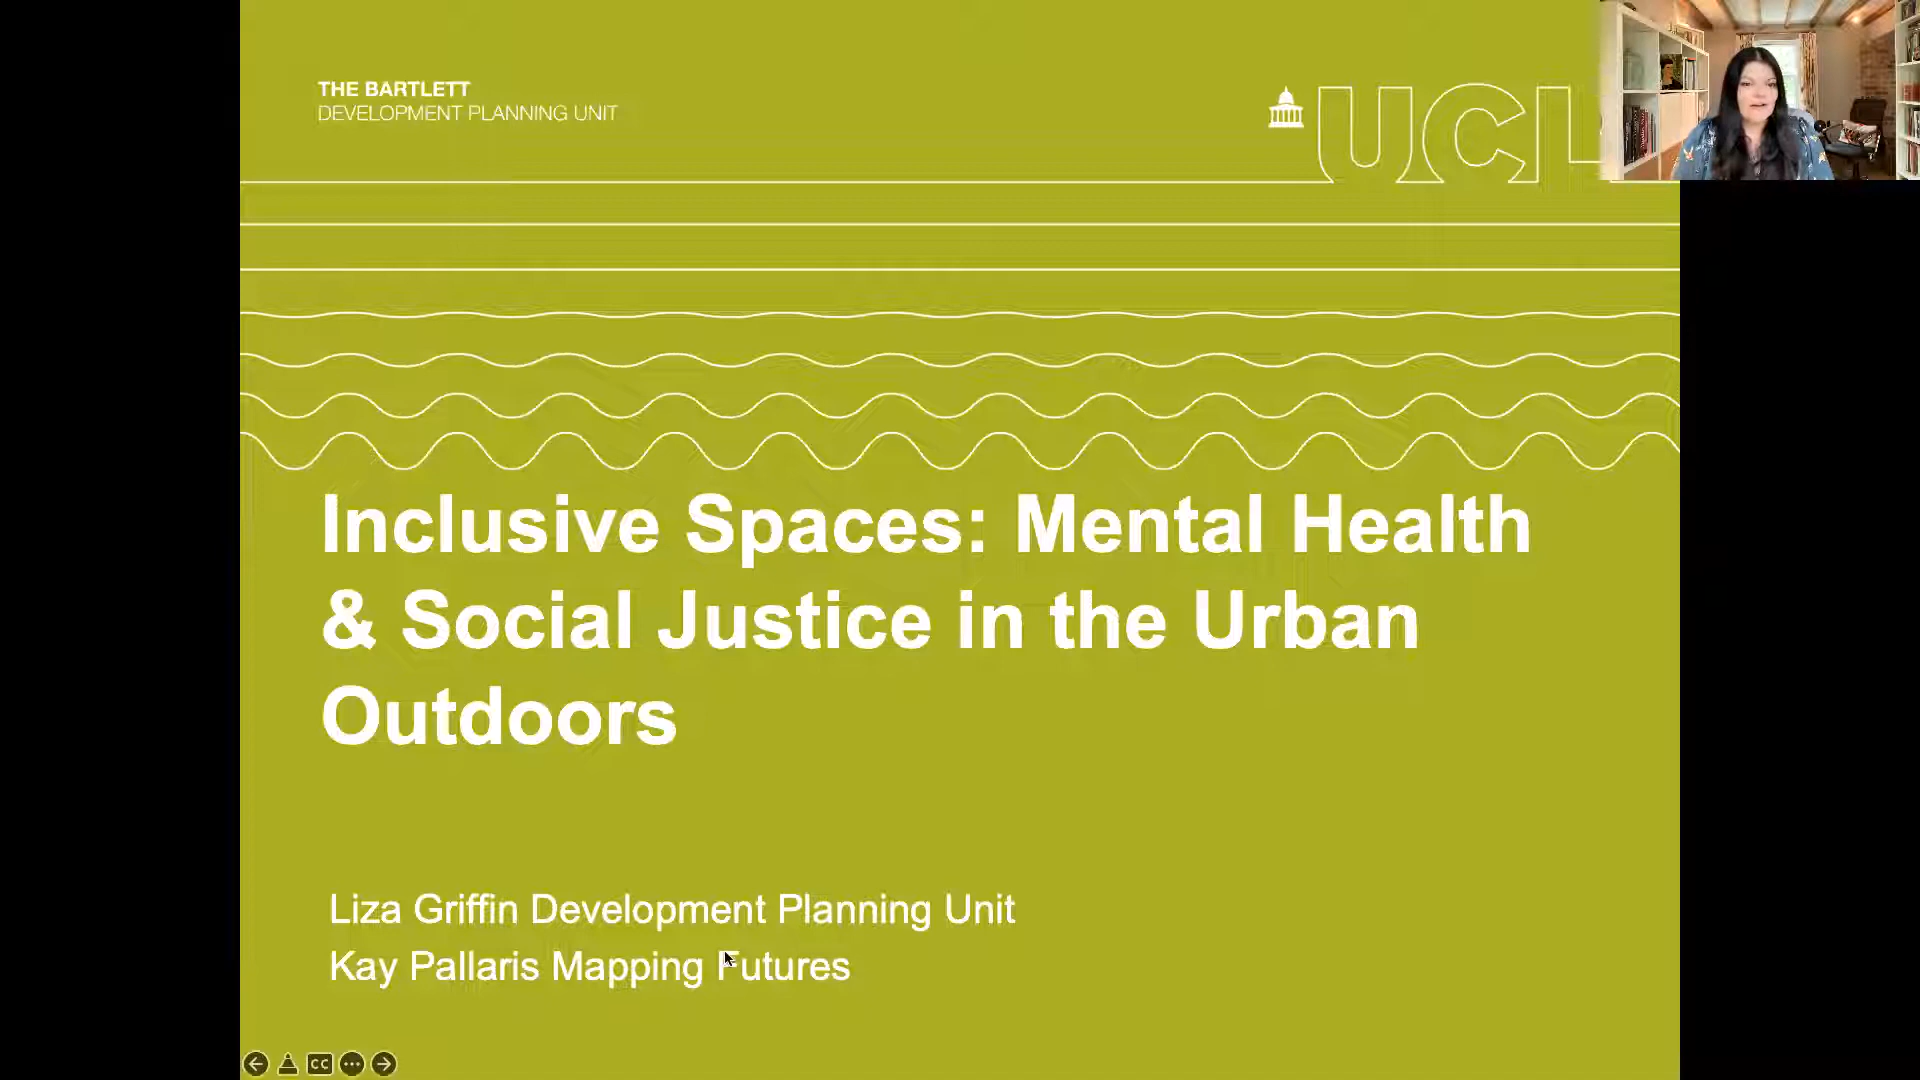 THE BARTLETT
DEVELOPMENT PLANNING UNIT
UCL
Inclusive Spaces: Mental Health
& Social Justice in the Urban
Outdoors
Liza Griffin Development Planning Unit
Kay Pallaris Mapping Futures
CC